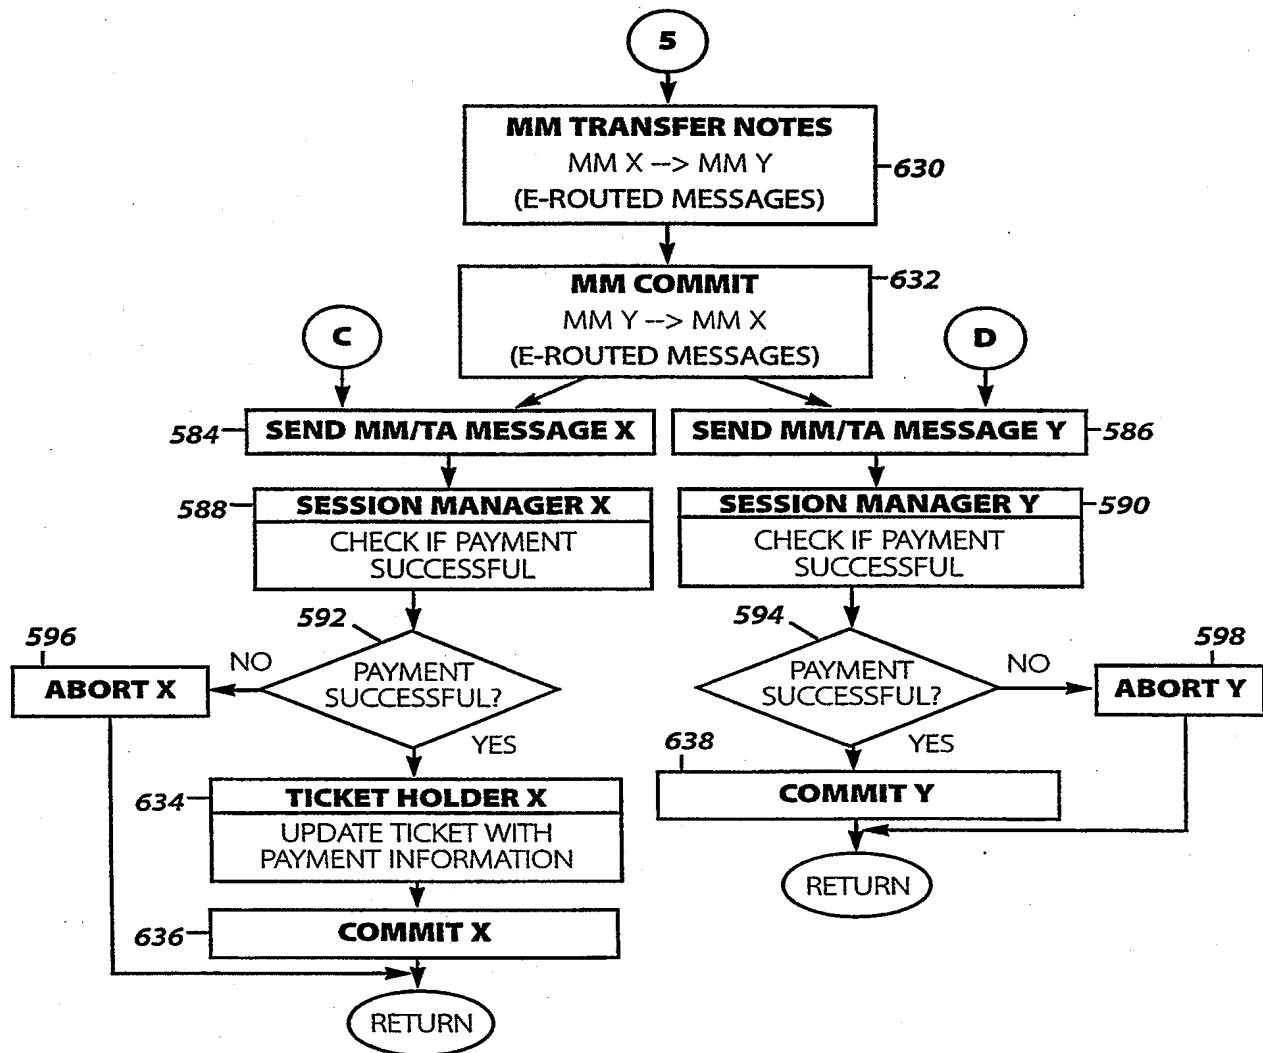 5
MM TRANSFER NOTES
MM X --> MM Y
(E-ROUTED MESSAGES)
630
MM COMMIT
MM Y --> MM X
(E-ROUTED MESSAGES)
632
C
D
584
SEND MM/TA MESSAGE X
SEND MM/TA MESSAGE Y
586
588
SESSION MANAGER X
CHECK IF PAYMENT
SUCCESSFUL
SESSION MANAGER Y
CHECK IF PAYMENT
SUCCESSFUL
590
592
PAYMENT
SUCCESSFUL?
NO
YES
596
ABORT X
594
PAYMENT
SUCCESSFUL?
NO
YES
598
ABORT Y
634
TICKET HOLDER X
UPDATE TICKET WITH
PAYMENT INFORMATION
638
COMMIT Y
RETURN
636
COMMIT X
RETURN